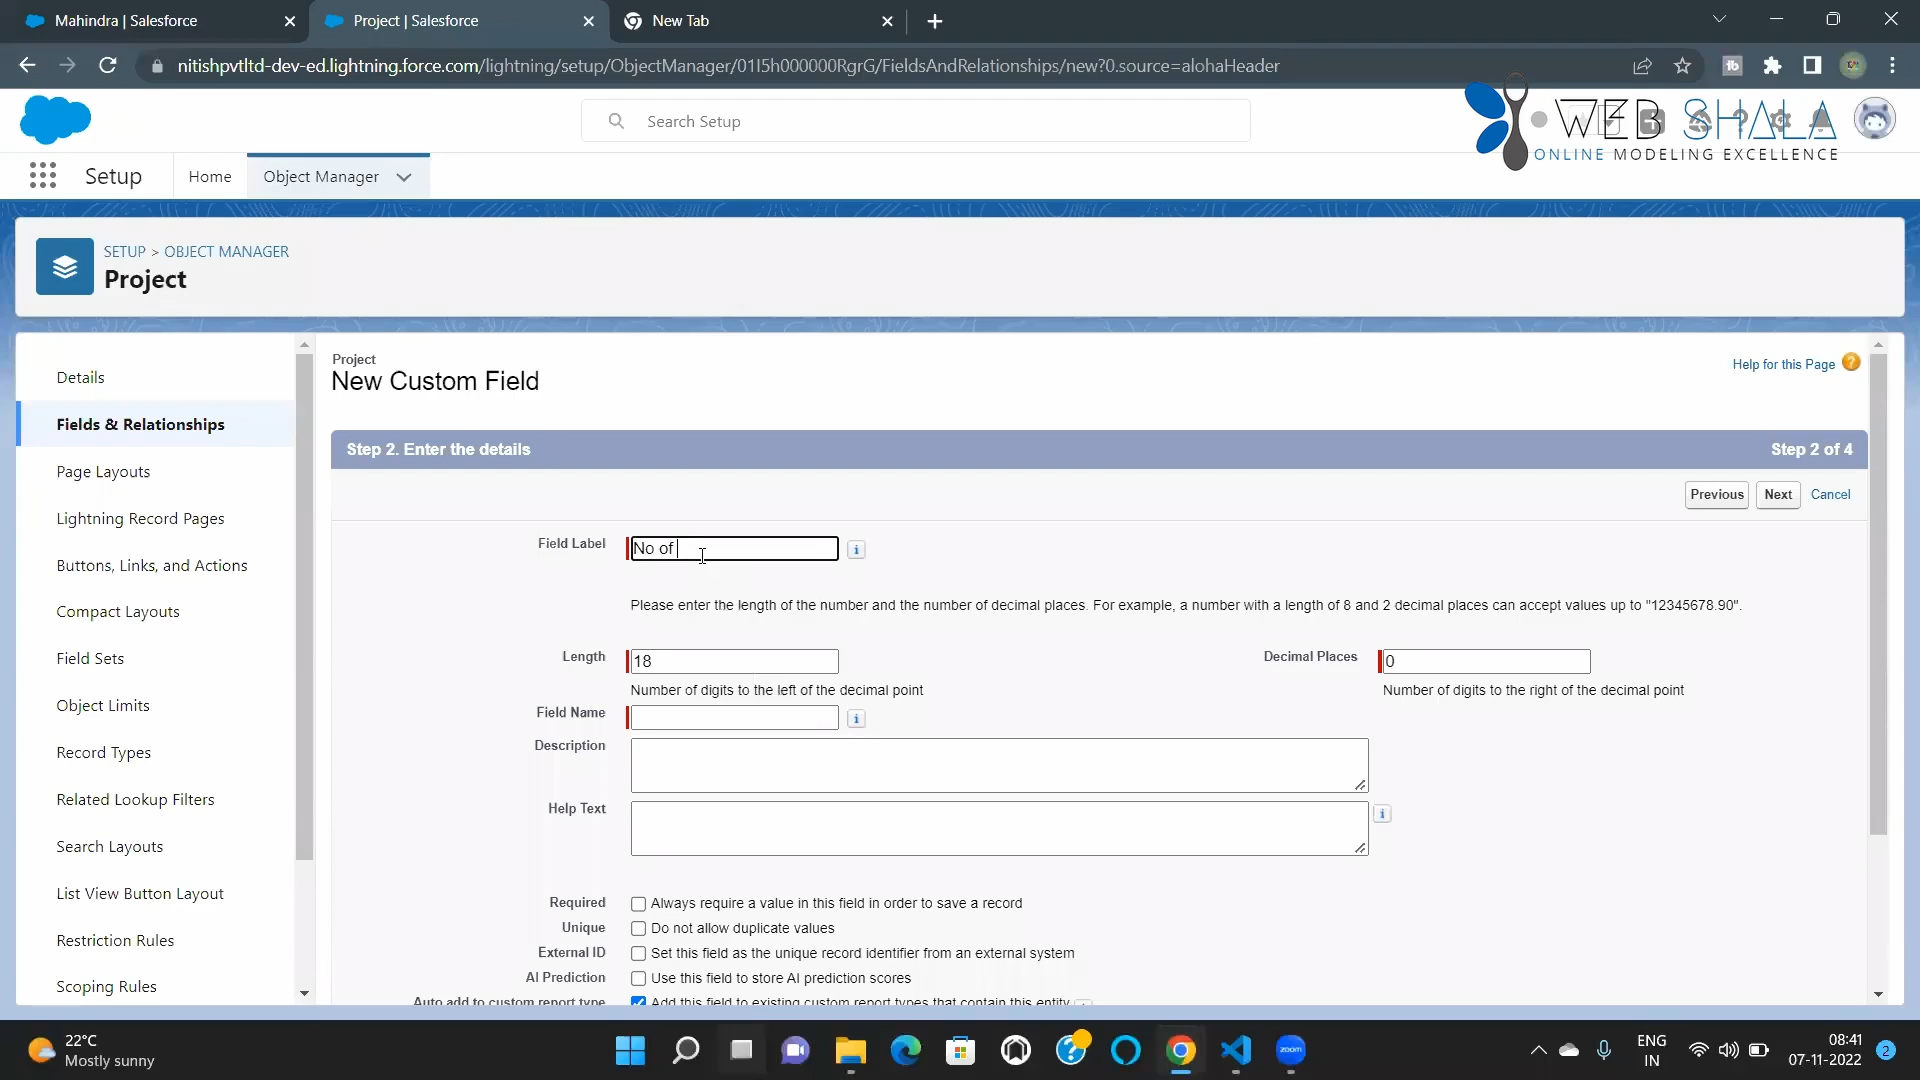 Mahindra | Salesforce
Project | Salesforce
New Tab
nitishpvtltd-dev-ed.lightning.force.com/lightning/setup/ObjectManager/01I5h000000RgrG/FieldsAndRelationships/new?0.source=alohaHeader
Search Setup
WEB SHALA
ONLINE MODELING EXCELLENCE
Setup
Home
Object Manager
SETUP > OBJECT MANAGER
Project
Details
Fields & Relationships
Page Layouts
Lightning Record Pages
Buttons, Links, and Actions
Compact Layouts
Field Sets
Object Limits
Record Types
Related Lookup Filters
Search Layouts
List View Button Layout
Restriction Rules
Scoping Rules
Project
New Custom Field
Help for this Page
Step 2. Enter the details
Step 2 of 4
Previous
Next
Cancel
Field Label
No of
Please enter the length of the number and the number of decimal places. For example, a number with a length of 8 and 2 decimal places can accept values up to "12345678.90".
Length
18
Number of digits to the left of the decimal point
Decimal Places
0
Number of digits to the right of the decimal point
Field Name
Description
Help Text
Required
Always require a value in this field in order to save a record
Unique
Do not allow duplicate values
External ID
Set this field as the unique record identifier from an external system
AI Prediction
Use this field to store AI prediction scores
Auto add to custom report type
Add this field to existing custom report types that contain this entity
22°C
Mostly sunny
zoom
ENG
IN
08:41
07-11-2022
2